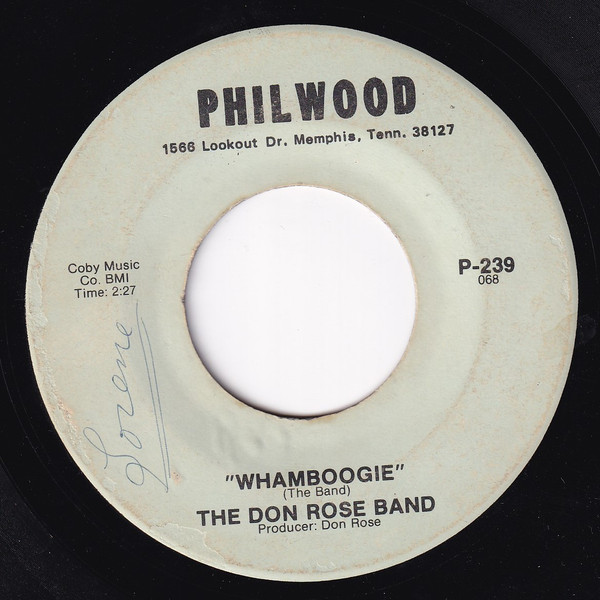 PHILWOOD
1566 Lookout Dr. Memphis, Tenn. 38127
Coby Music
Co. BMI
Time: 2:27
P-239
068
Lorene
"WHAMBOOGIE"
(The Band)
THE DON ROSE BAND
Producer: Don Rose